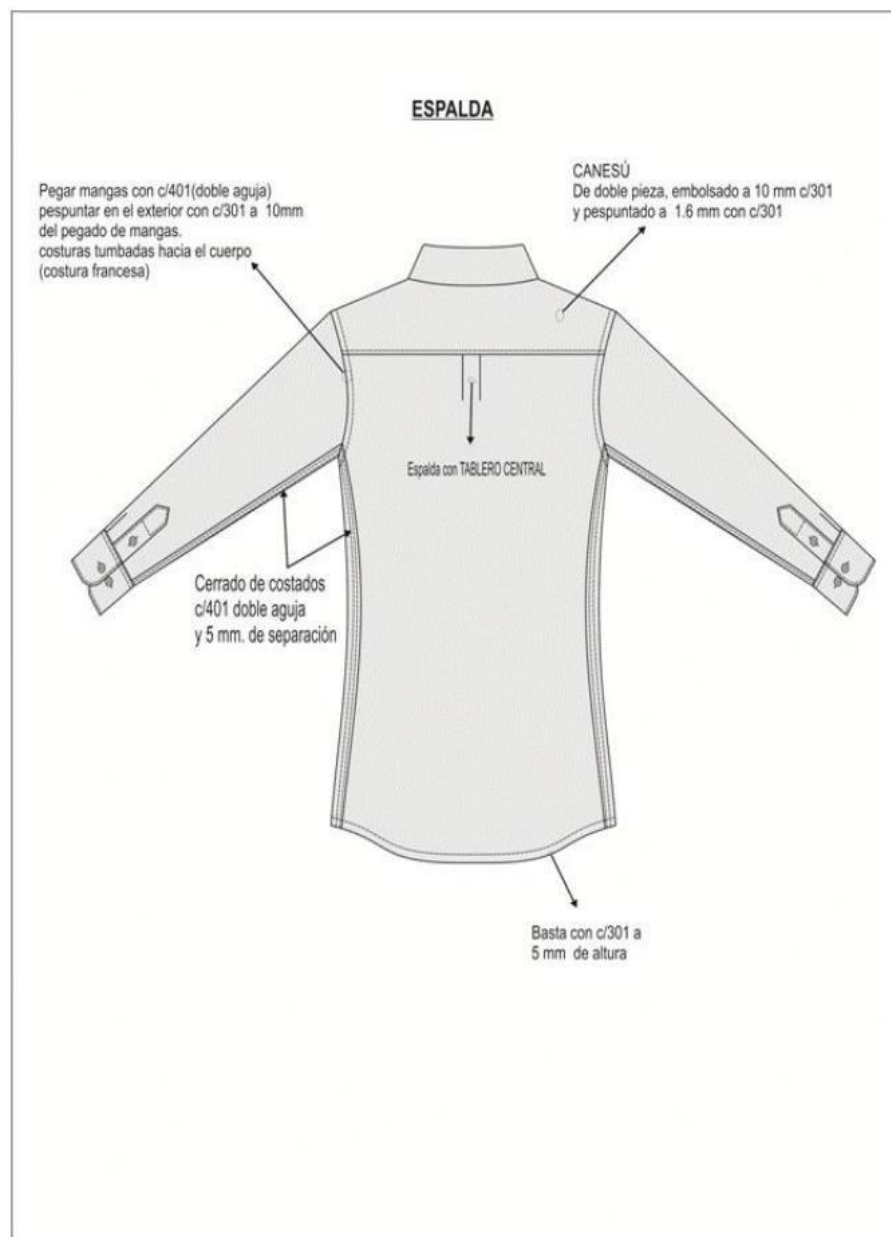 ESPALDA
Pegar mangas con c/401(doble aguja)
pespuntar en el exterior con c/301 a 10mm
del pegado de mangas.
costuras tumbadas hacia el cuerpo
(costura francesa)
CANESÚ
De doble pieza, embolsado a 10 mm c/301
y pespuntado a 1.6 mm con c/301
Espalda con TABLERO CENTRAL
Cerrado de costados
c/401 doble aguja
y 5 mm. de separación
Basta con c/301 a
5 mm de altura